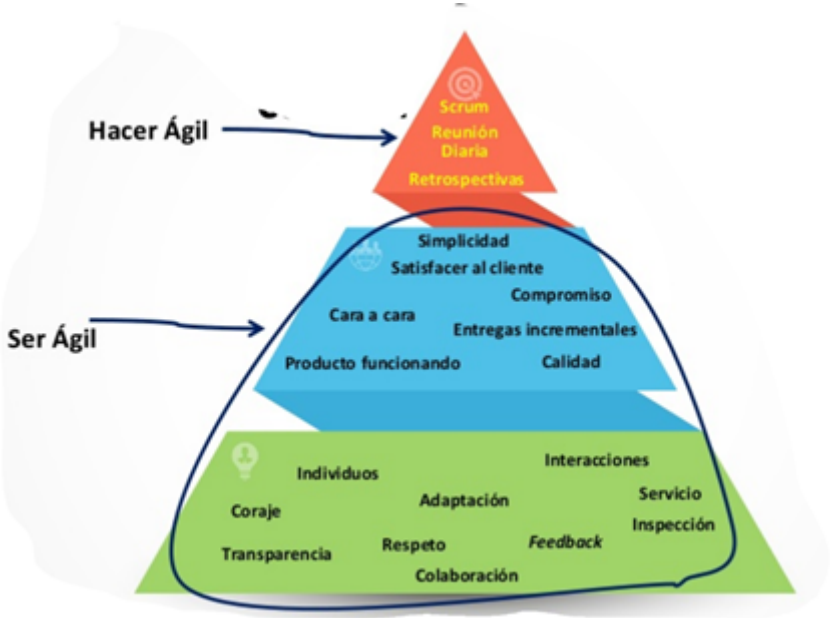 Hacer Ágil
Scrum
Reunión
Diaria
Retrospectivas
Simplicidad
Satisfacer al cliente
Compromiso
Cara a cara
Entregas incrementales
Ser Ágil
Producto funcionando
Calidad
Interacciones
Individuos
Servicio
Adaptación
Coraje
Inspección
Respeto
Feedback
Transparencia
Colaboración